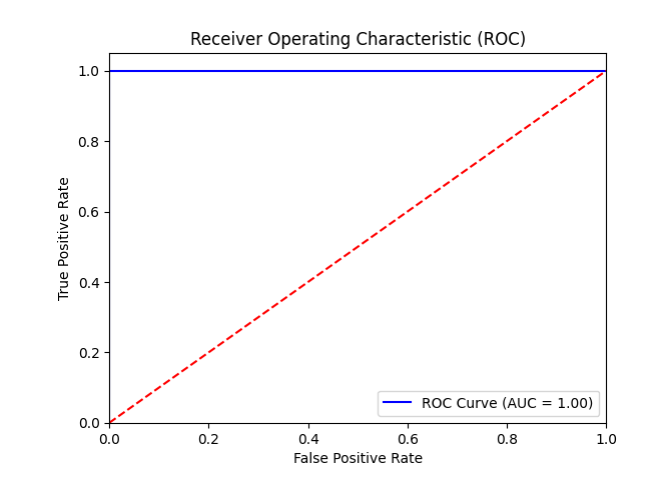 Receiver Operating Characteristic (ROC)
1.0
0.8
0.6
0.4
0.2
0.0
True Positive Rate
ROC Curve (AUC = 1.00)
0.0 0.2 0.4 0.6 0.8 1.0
False Positive Rate